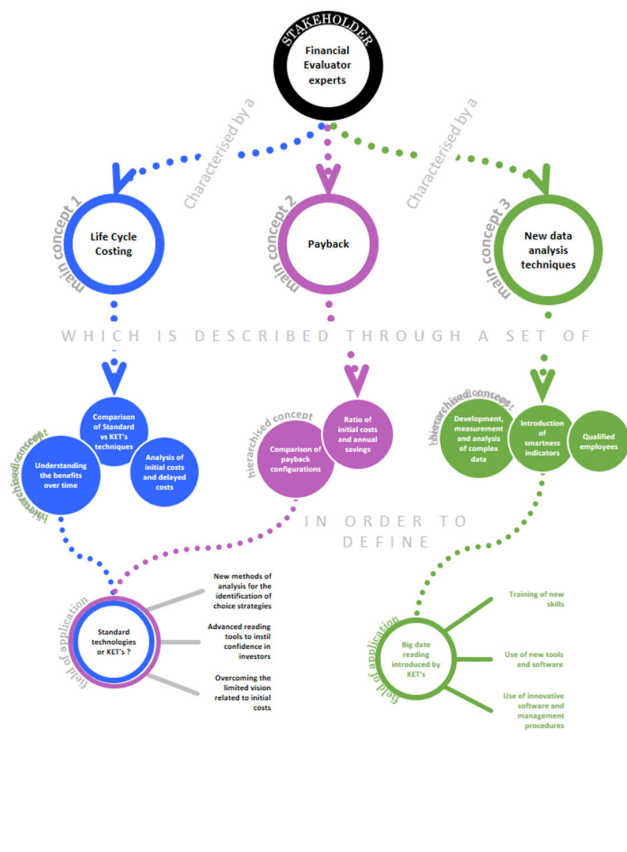 STAKEHOLDER
Financial
Evaluator
experts
Characterised by a
Characterised by a
main concept 1
Life Cycle
Costing
main concept 2
Payback
main concept 3
New data
analysis
techniques
WHICH IS DESCRIBED THROUGH A SET OF
hierarchised concept
Understanding
the benefits
over time
Comparison
of Standard
vs KET's
techniques
Analysis of
initial costs
and delayed
costs
hierarchised concept
Comparison of
payback
configurations
Ratio of
initial costs
and annual
savings
hierarchised concept
Development,
measurement
and analysis
of complex
data
Introduction
of
smartness
indicators
Qualified
employees
IN ORDER TO
DEFINE
field of application
Standard
technologies
or KET's ?
New methods of
analysis for the
identification of
choice strategies
Advanced reading
tools to instil
confidence in
investors
Overcoming the
limited vision
related to initial
costs
field of application
Big date
reading
introduced by
KET's
Training of new
skills
Use of new tools
and software
Use of innovative
software and
management
procedures